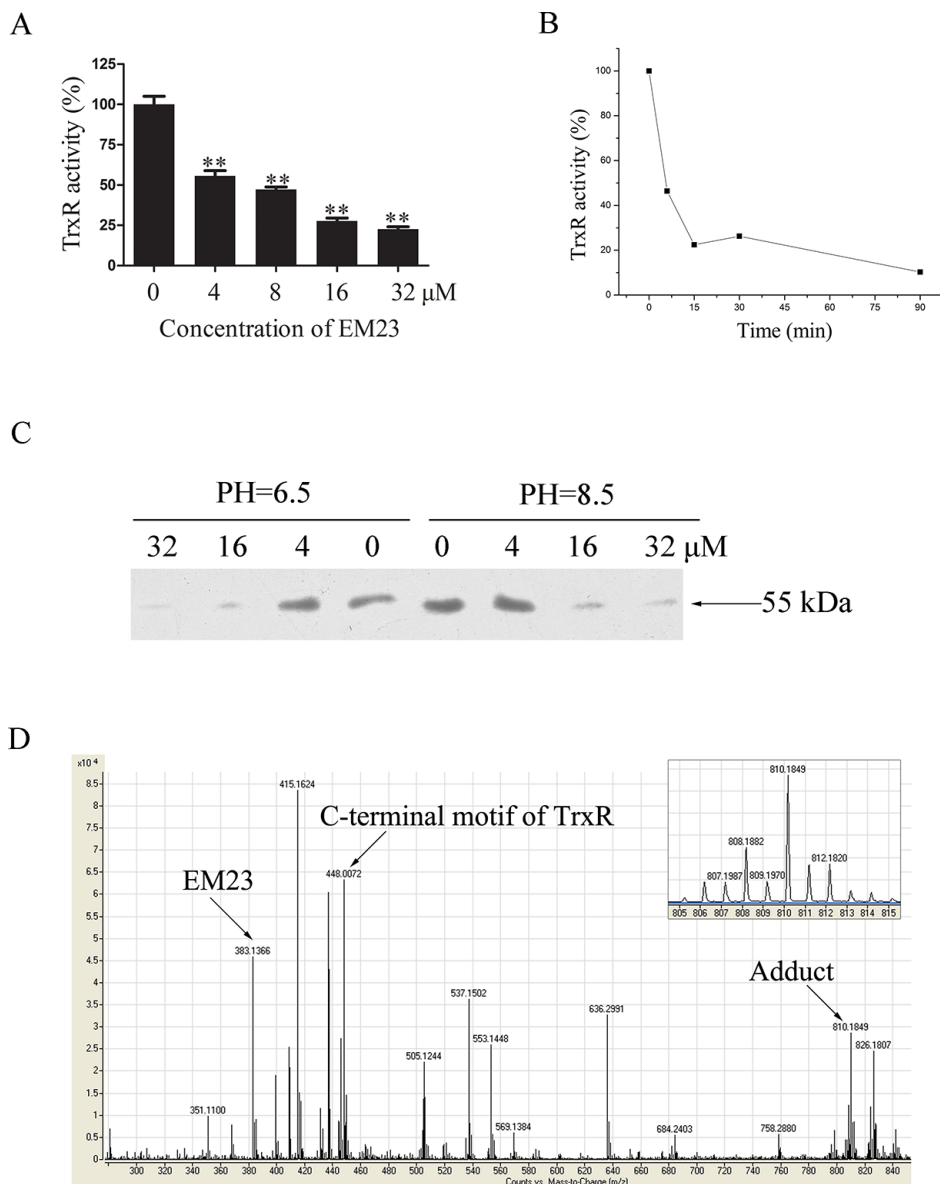 A
TrxR activity (%)
125
100
75
50
25
0
**
**
**
**
0 4 8 16 32 μM
Concentration of EM23
B
TrxR activity (%)
100
80
60
40
20
0
0 15 30 45 60 75 90
Time (min)
C
PH=6.5 PH=8.5
32 16 4 0 0 4 16 32 μM
55 kDa
D
x10 4
8.5
8
7.5
7
6.5
6
5.5
5
4.5
4
3.5
3
2.5
2
1.5
1
0.5
0
415.1624
C-terminal motif of TrxR
448.0072
EM23
383.1366
351.1100
505.1244
537.1502
553.1448
569.1384
636.2991
684.2403
758.2880
Adduct
810.1849
826.1807
810.1849
808.1882
807.1987
809.1970
812.1820
805 806 807 808 809 810 811 812 813 814 815
300 320 340 360 380 400 420 440 460 480 500 520 540 560 580 600 620 640 660 680 700 720 740 760 780 800 820 840
Counts vs. Mass-to-Charge (m/z)